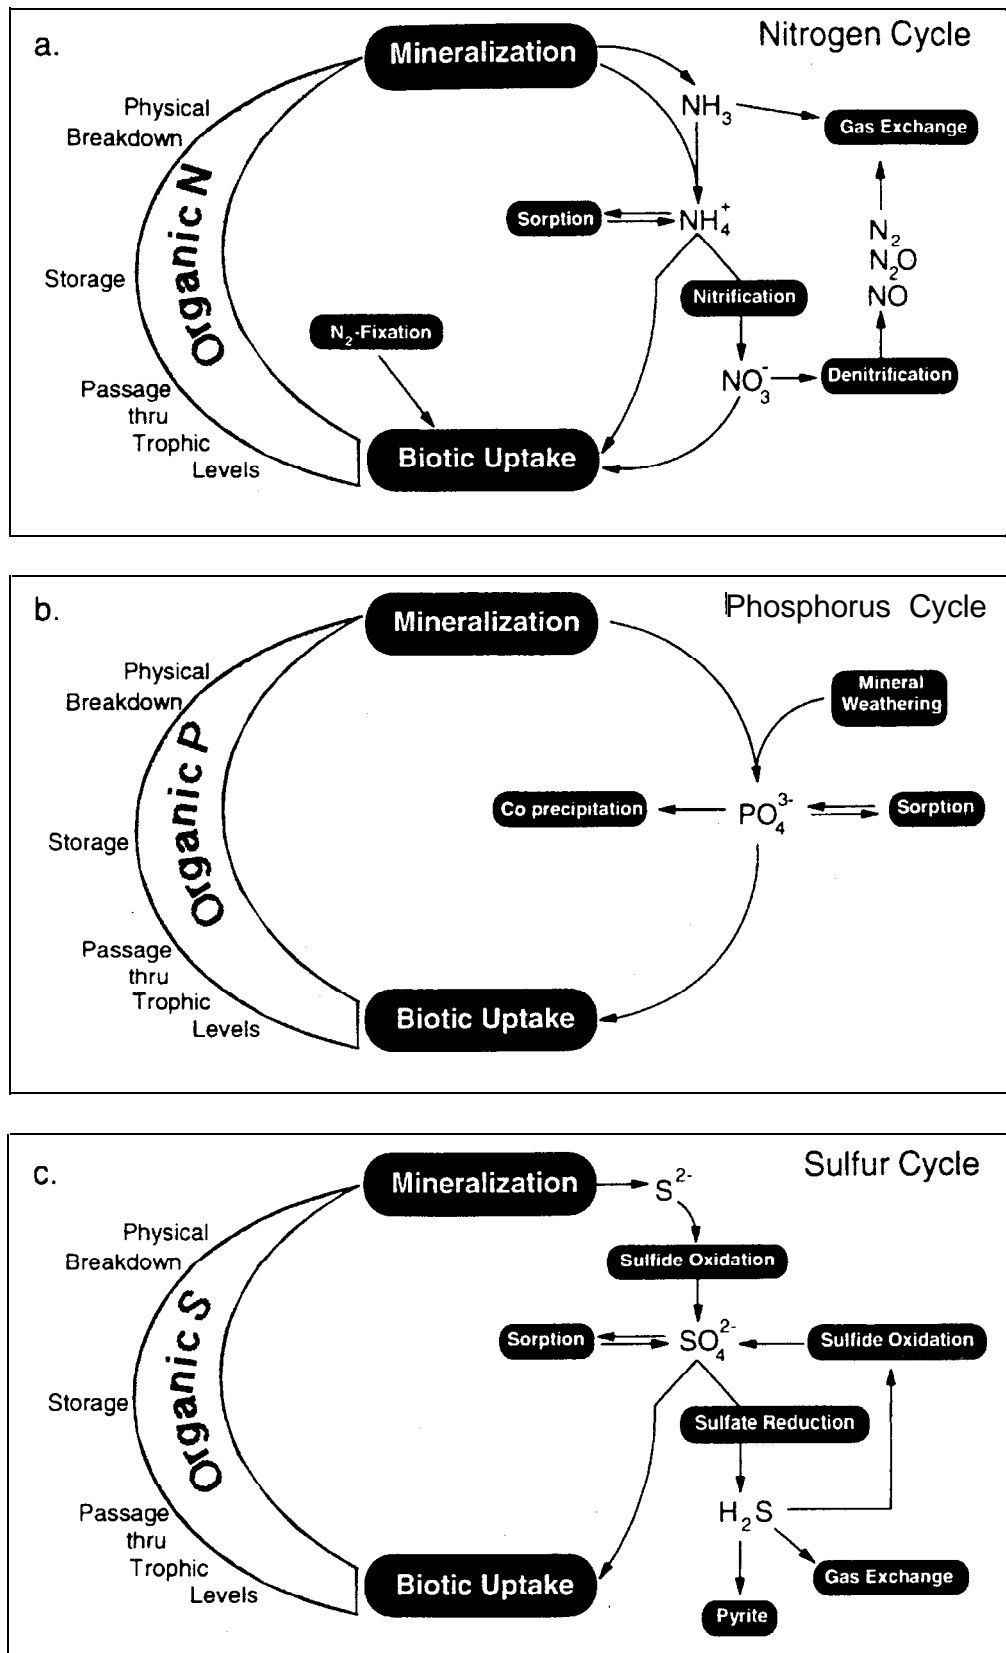 a.
Nitrogen Cycle
Mineralization
Physical
Breakdown
NH₃
Gas Exchange
Organic N
Sorption
NH₄⁺
N₂
N₂O
NO
Storage
Nitrification
N₂-Fixation
Passage
thru
Trophic
Levels
NO₃⁻
Denitrification
Biotic Uptake
b.
Phosphorus Cycle
Mineralization
Physical
Breakdown
Mineral
Weathering
Organic P
Co precipitation
PO₄³⁻
Sorption
Storage
Passage
thru
Trophic
Levels
Biotic Uptake
c.
Sulfur Cycle
Mineralization
S²⁻
Physical
Breakdown
Sulfide Oxidation
Organic S
Sorption
SO₄²⁻
Sulfide Oxidation
Storage
Sulfate Reduction
Passage
thru
Trophic
Levels
H₂S
Gas Exchange
Biotic Uptake
Pyrite